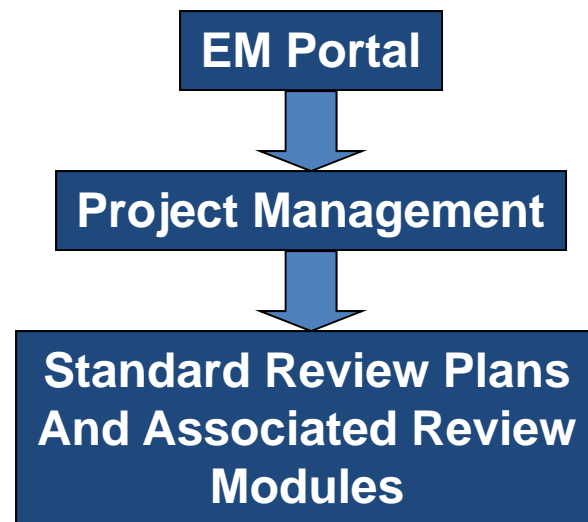 EM Portal
Project Management
Standard Review Plans
And Associated Review
Modules